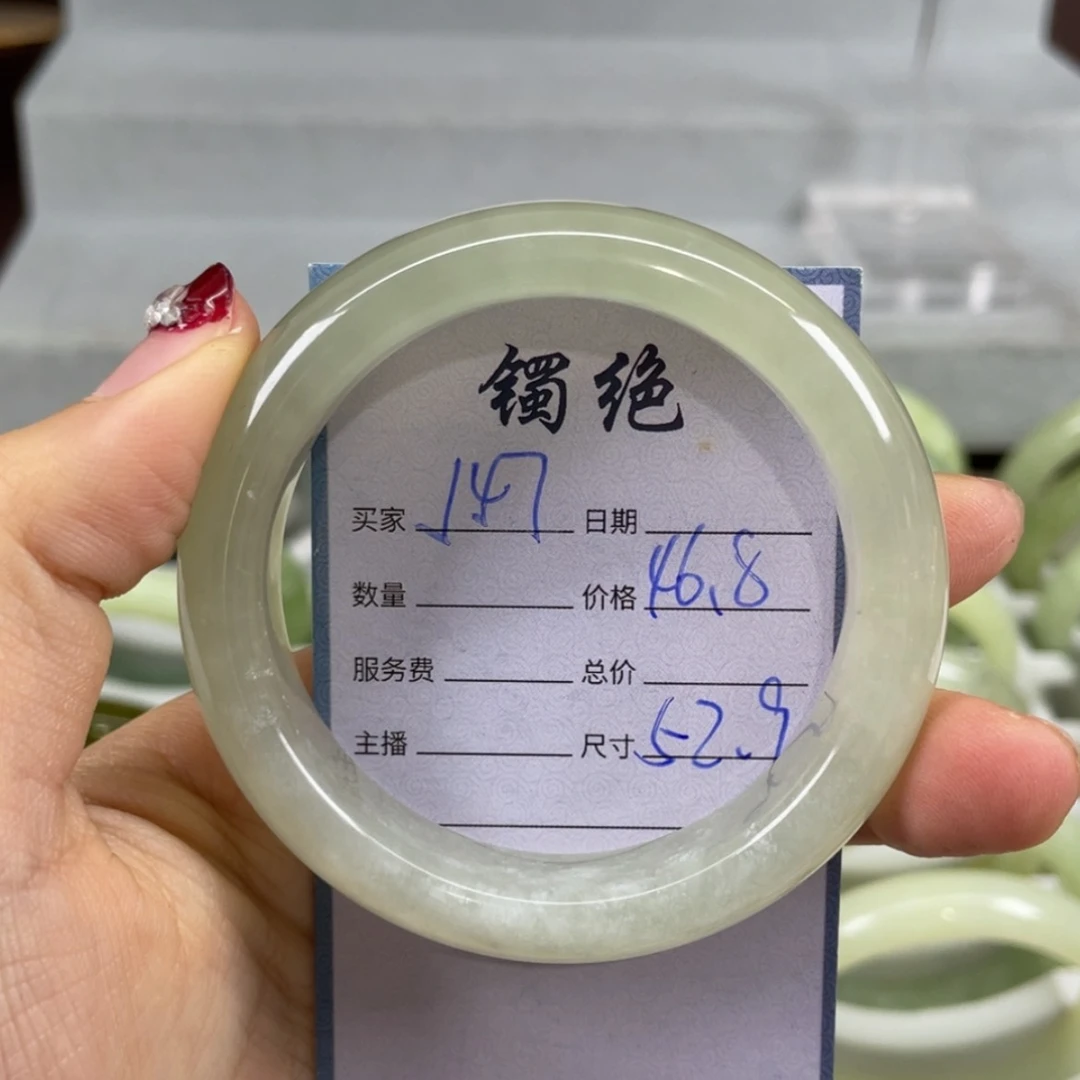 镯绝
买家 147 日期
数量 价格 46.8
服务费 总价
主播 尺寸 52.9